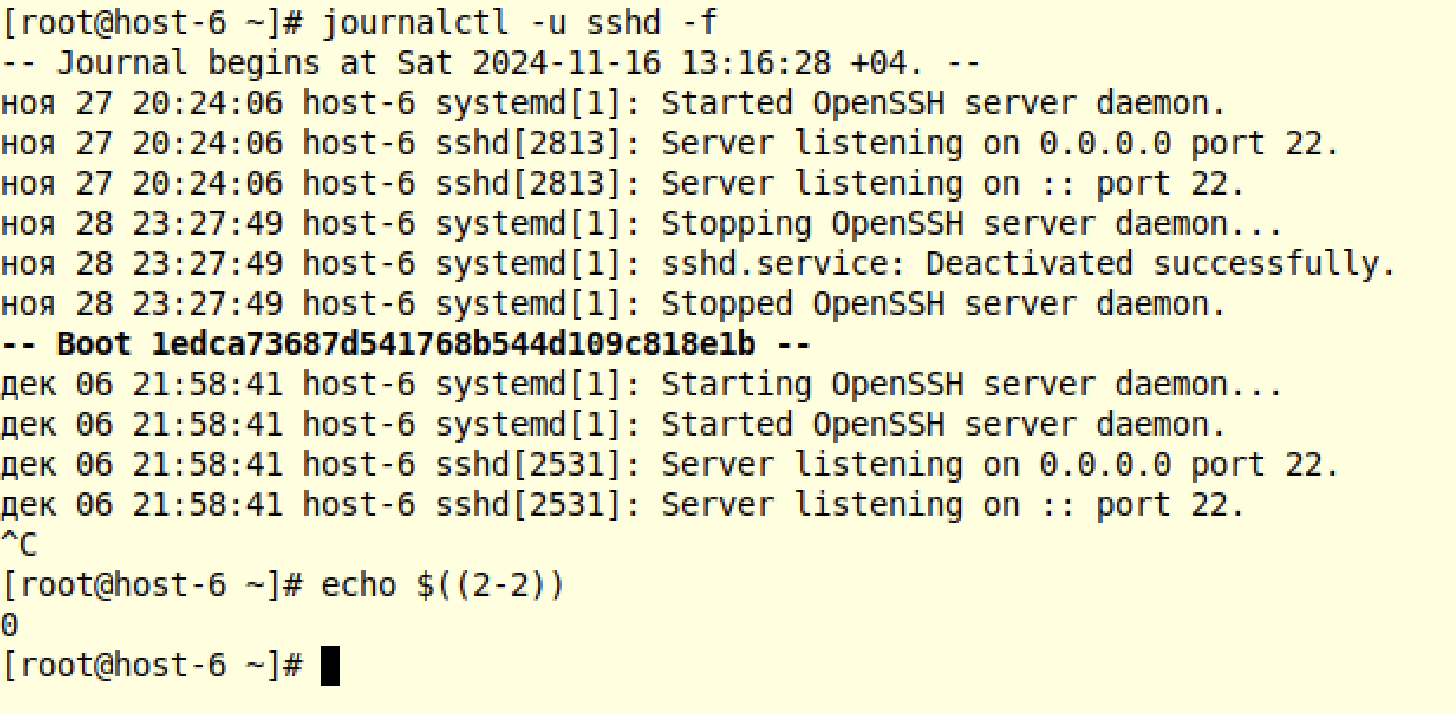 [root@host-6 ~]# journalctl -u sshd -f
-- Journal begins at Sat 2024-11-16 13:16:28 +04. --
ноя 27 20:24:06 host-6 systemd[1]: Started OpenSSH server daemon.
ноя 27 20:24:06 host-6 sshd[2813]: Server listening on 0.0.0.0 port 22.
ноя 27 20:24:06 host-6 sshd[2813]: Server listening on :: port 22.
ноя 28 23:27:49 host-6 systemd[1]: Stopping OpenSSH server daemon...
ноя 28 23:27:49 host-6 systemd[1]: sshd.service: Deactivated successfully.
ноя 28 23:27:49 host-6 systemd[1]: Stopped OpenSSH server daemon.
-- Boot 1edca73687d541768b544d109c818e1b --
дек 06 21:58:41 host-6 systemd[1]: Starting OpenSSH server daemon...
дек 06 21:58:41 host-6 systemd[1]: Started OpenSSH server daemon.
дек 06 21:58:41 host-6 sshd[2531]: Server listening on 0.0.0.0 port 22.
дек 06 21:58:41 host-6 sshd[2531]: Server listening on :: port 22.
^C
[root@host-6 ~]# echo $((2-2))
0
[root@host-6 ~]#